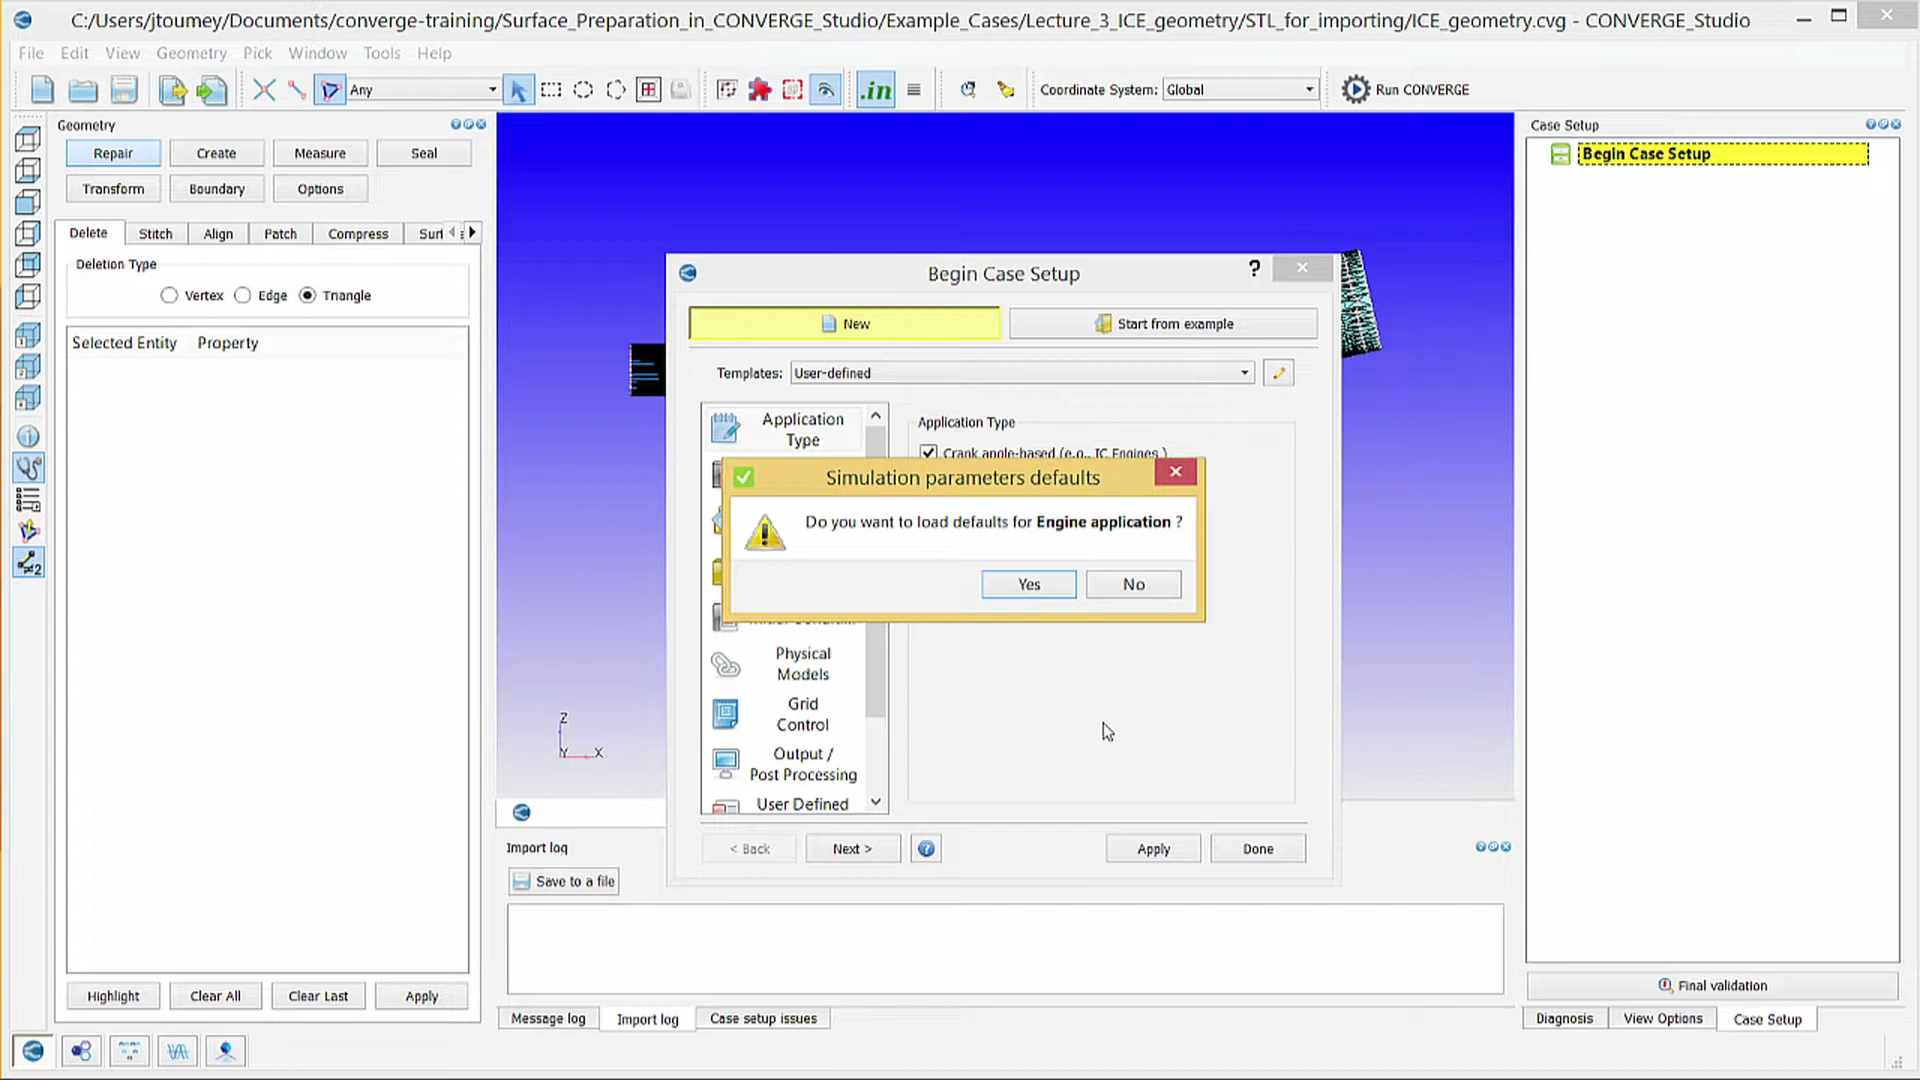 C:/Users/jtoumey/Documents/converge-training/Surface_Preparation_in_CONVERGE_Studio/Example_Cases/Lecture_3_ICE_geometry/STL_for_importing/ICE_geometry.cvg - CONVERGE_Studio
File Edit View Geometry Pick Window Tools Help
Any
.in
Coordinate System: Global
Run CONVERGE
Geometry
Repair Create Measure Seal
Transform Boundary Options
Delete Stitch Align Patch Compress Surf
Deletion Type
Vertex Edge Triangle
Selected Entity Property
Highlight Clear All Clear Last Apply
Begin Case Setup
?
New
Start from example
Templates: User-defined
Application Type
Physical Models
Grid Control
Output / Post Processing
User Defined
Application Type
Crank angle-based (e.g., IC Engines )
Simulation parameters defaults
Do you want to load defaults for Engine application ?
Yes No
< Back Next > Apply Done
Z
Y X
Import log
Save to a file
Message log Import log Case setup issues
Case Setup
Begin Case Setup
Final validation
Diagnosis View Options Case Setup